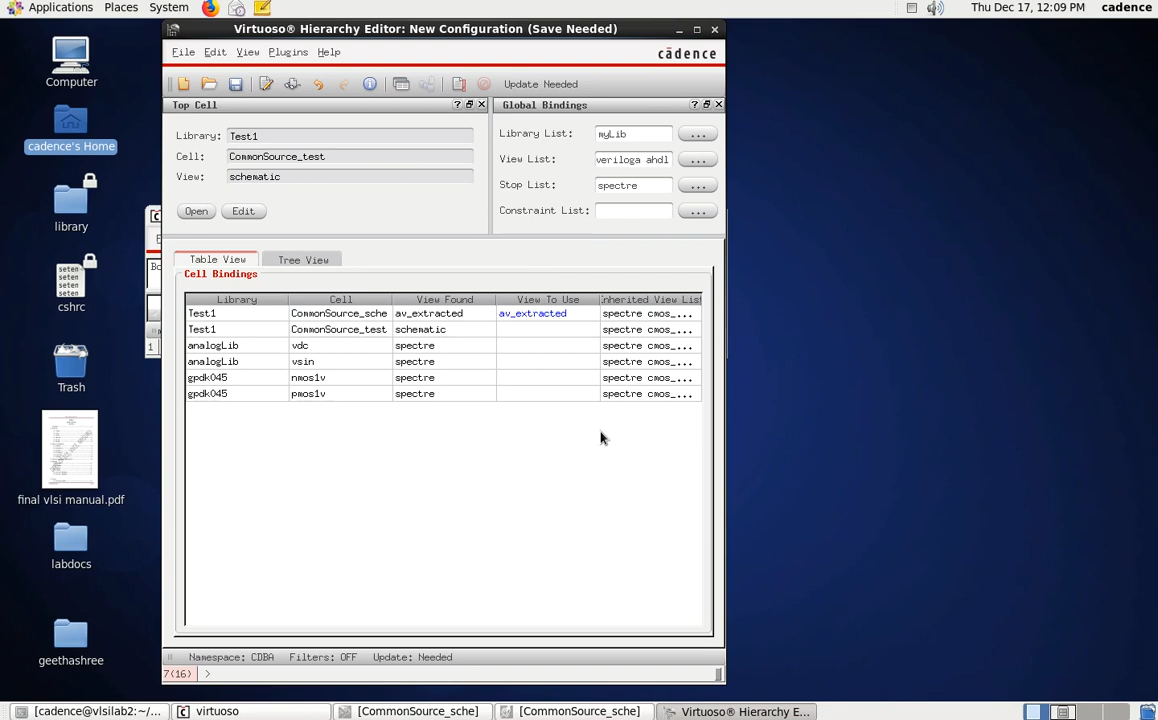 Applications Places System
Thu Dec 17, 12:09 PM cadence
Virtuoso® Hierarchy Editor: New Configuration (Save Needed)
File Edit View Plugins Help
cādence
Update Needed
Top Cell
Global Bindings
Library: Test1
Cell: CommonSource_test
View: schematic
Open Edit
Library List: myLib ...
View List: veriloga ahdl ...
Stop List: spectre ...
Constraint List: ...
Table View Tree View
Cell Bindings
Library Cell View Found View To Use Inherited View List
Test1 CommonSource_sche av_extracted av_extracted spectre cmos_...
Test1 CommonSource_test schematic spectre cmos_...
analogLib vdc spectre spectre cmos_...
analogLib vsin spectre spectre cmos_...
gpdk045 nmos1v spectre spectre cmos_...
gpdk045 pmos1v spectre spectre cmos_...
Namespace: CDBA Filters: OFF Update: Needed
7(16) >
Computer
cadence's Home
library
seten
seten
seten
seten
cshrc
Trash
final vlsi manual.pdf
labdocs
geethashree
[cadence@vlsilab2:~/... virtuoso [CommonSource_sche] [CommonSource_sche] Virtuoso® Hierarchy E...